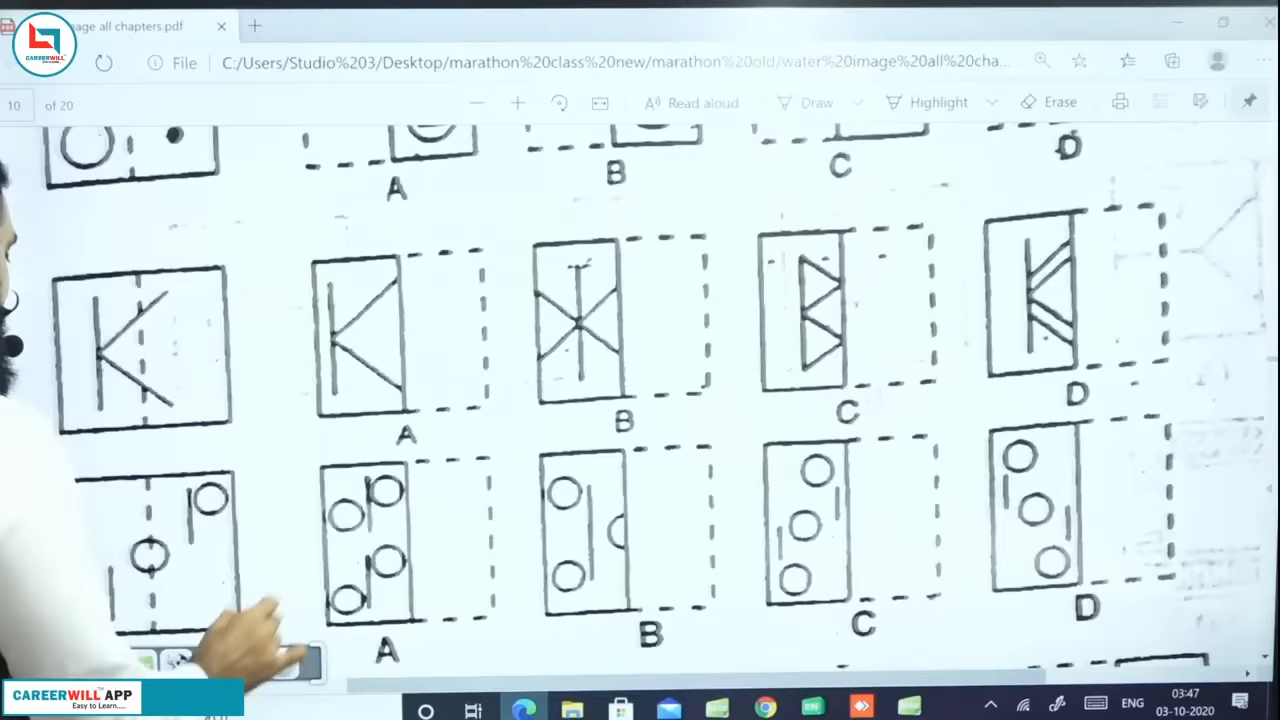 CAREERWILL
age all chapters.pdf
File
C:/Users/Studio%203/Desktop/marathon%20class%20new/marathon%20old/water%20image%20all%20cha...
10
of 20
Read aloud
Draw
Highlight
Erase
A
B
C
D
A
B
C
D
A
B
C
D
CAREERWILL APP
Easy to Learn.....
ENG
03:47
03-10-2020